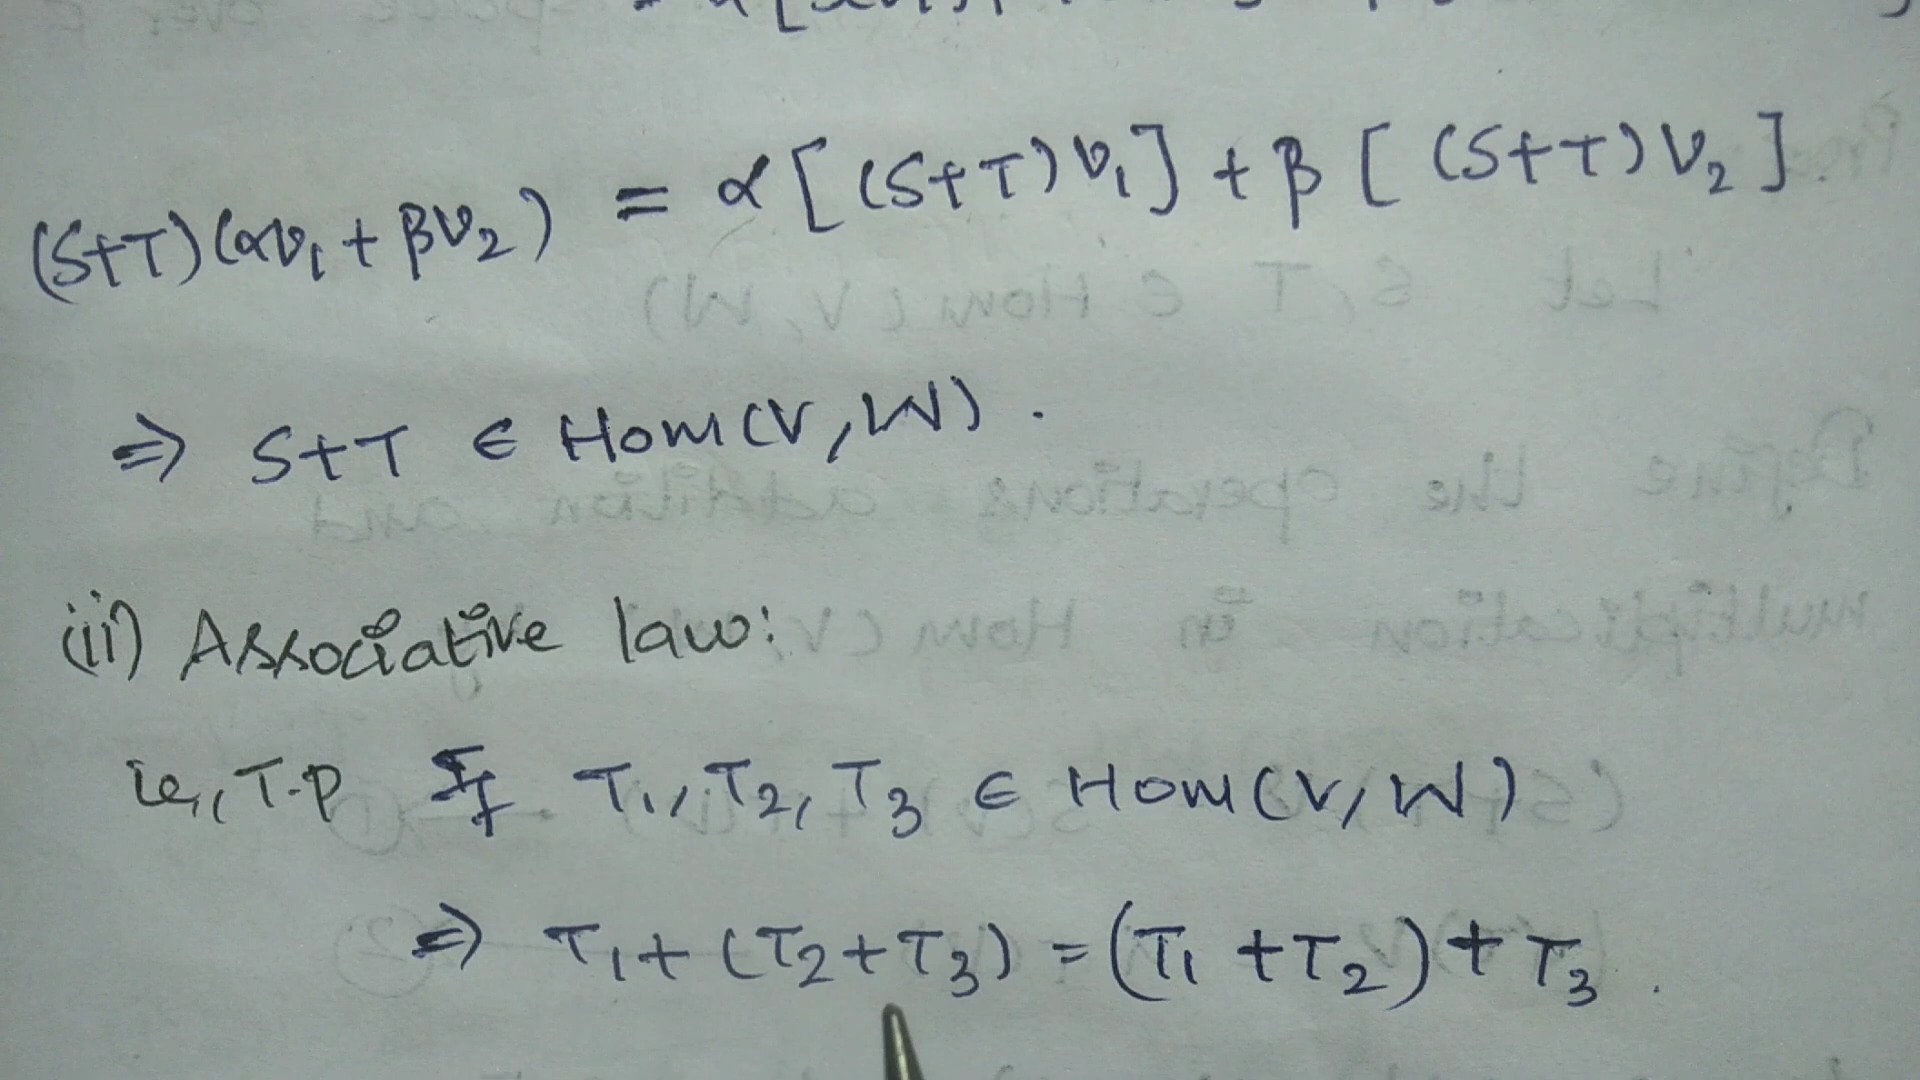 (S+T)(αv₁ + βv₂) = α[(S+T)v₁] + β[(S+T)v₂]
⇒ S+T ∈ Hom(V,W).
(ii) Associative law:
ie, T.P If T₁, T₂, T₃ ∈ Hom(V,W)
⇒ T₁+(T₂+T₃) = (T₁+T₂)+T₃.